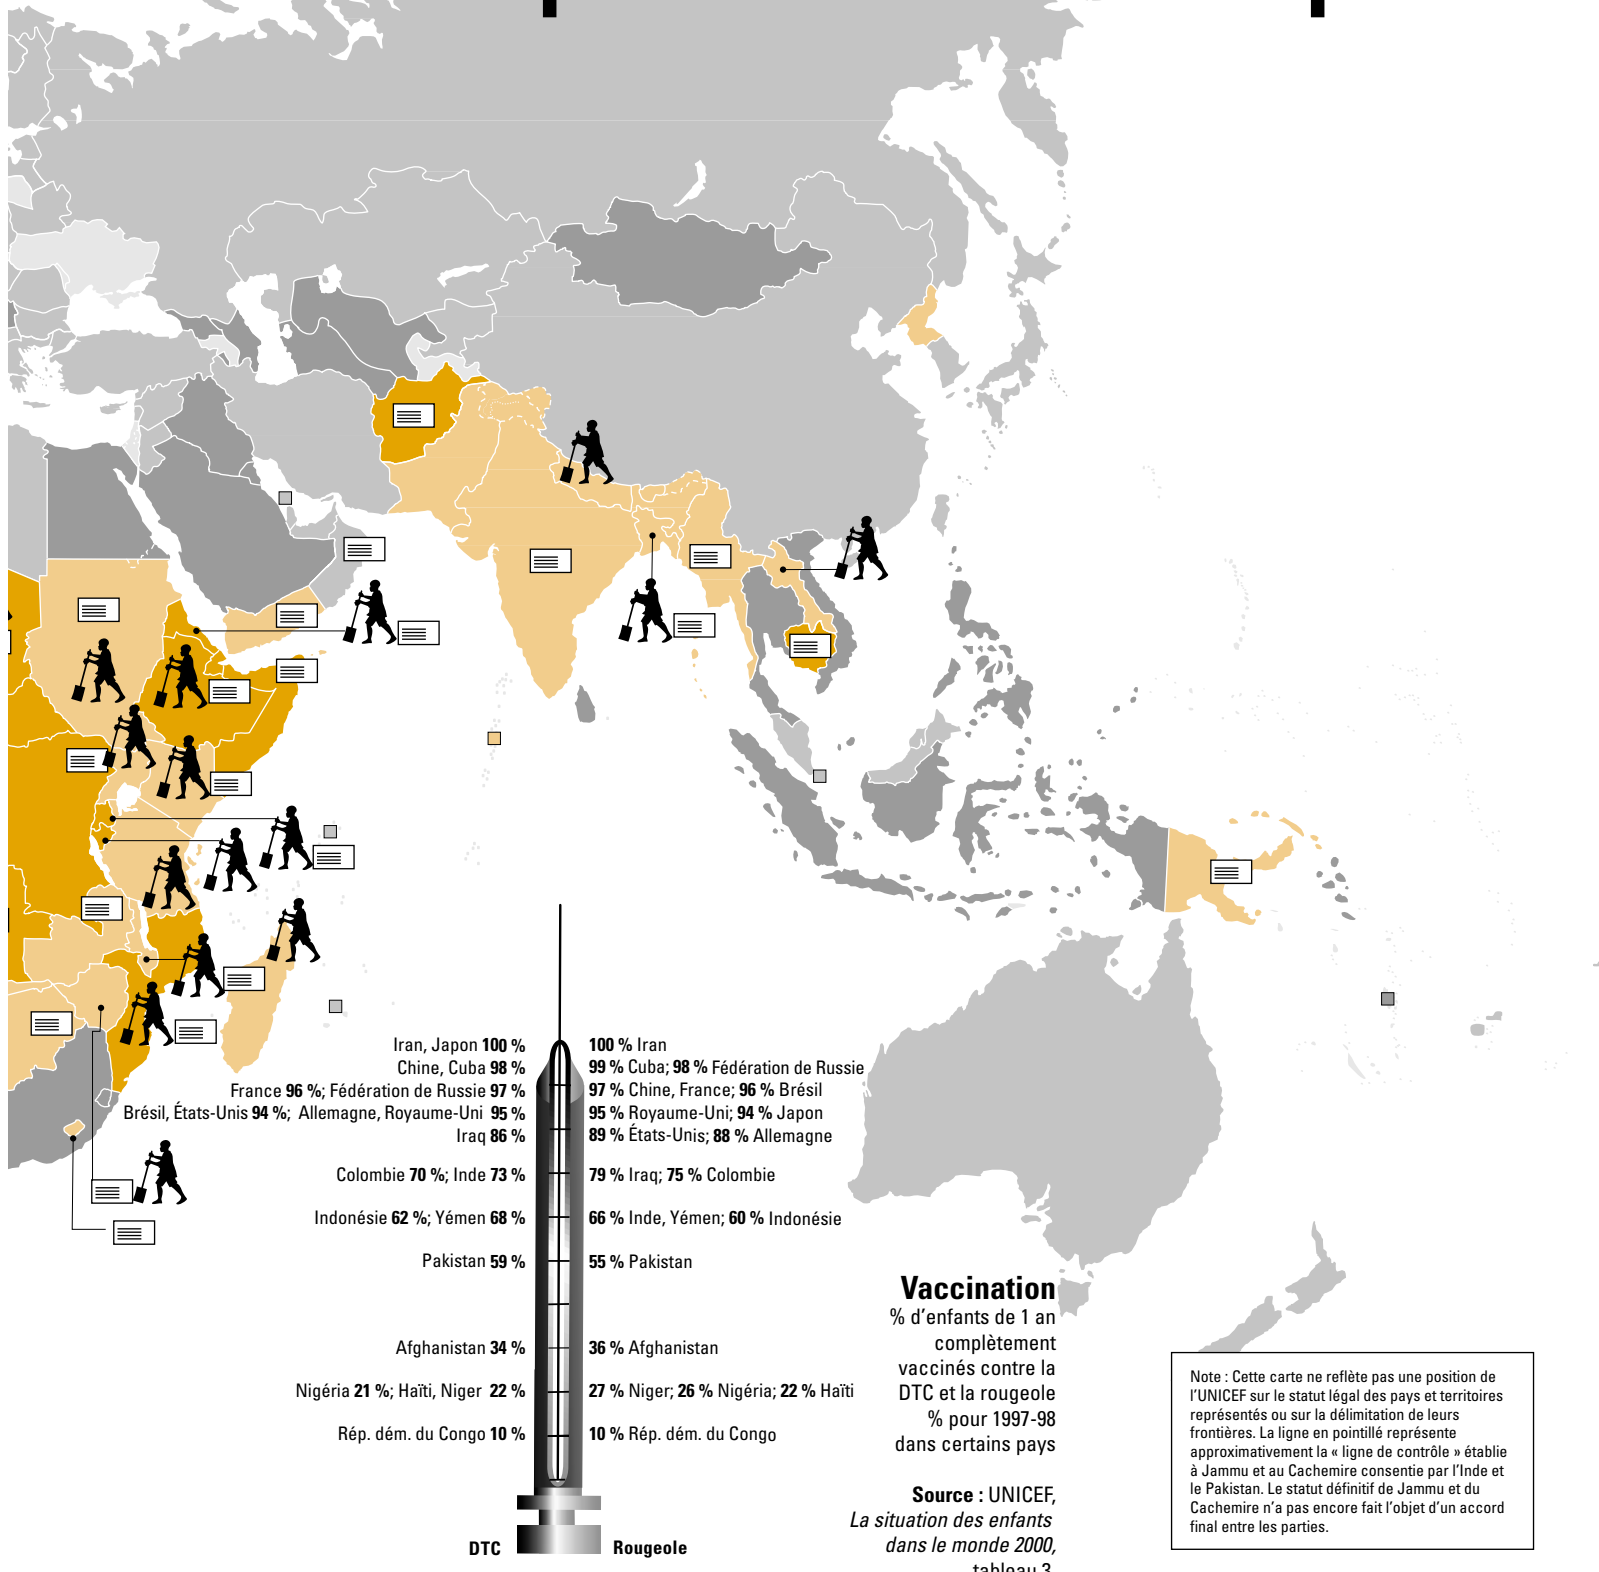 Iran, Japon 100 %
100 % Iran
Chine, Cuba 98 %
99 % Cuba; 98 % Fédération de Russie
France 96 %; Fédération de Russie 97 %
97 % Chine, France; 96 % Brésil
Brésil, États-Unis 94 %; Allemagne, Royaume-Uni 95 %
95 % Royaume-Uni; 94 % Japon
Iraq 86 %
89 % États-Unis; 88 % Allemagne
Colombie 70 %; Inde 73 %
79 % Iraq; 75 % Colombie
Indonésie 62 %; Yémen 68 %
66 % Inde, Yémen; 60 % Indonésie
Pakistan 59 %
55 % Pakistan
Afghanistan 34 %
36 % Afghanistan
Nigéria 21 %; Haïti, Niger 22 %
27 % Niger; 26 % Nigéria; 22 % Haïti
Rép. dém. du Congo 10 %
10 % Rép. dém. du Congo
DTC
Rougeole
Vaccination
% d'enfants de 1 an
complètement
vaccinés contre la
DTC et la rougeole
% pour 1997-98
dans certains pays
Source : UNICEF,
La situation des enfants
dans le monde 2000,
tableau 3.
Note : Cette carte ne reflète pas une position de
l'UNICEF sur le statut légal des pays et territoires
représentés ou sur la délimitation de leurs
frontières. La ligne en pointillé représente
approximativement la « ligne de contrôle » établie
à Jammu et au Cachemire consentie par l'Inde et
le Pakistan. Le statut définitif de Jammu et du
Cachemire n'a pas encore fait l'objet d'un accord
final entre les parties.